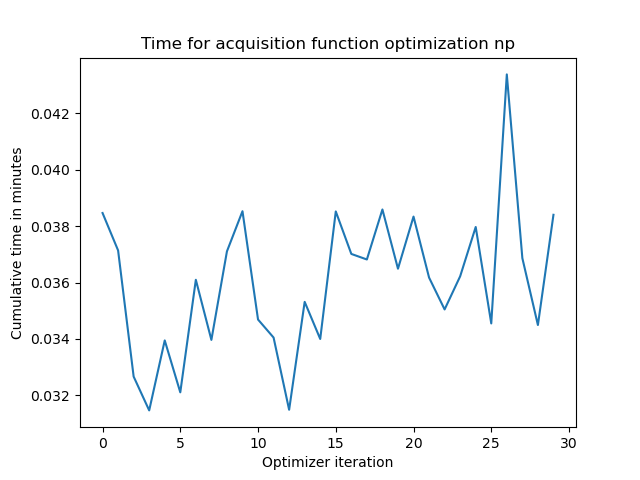 Time for acquisition function optimization np
Cumulative time in minutes
0.042
0.040
0.038
0.036
0.034
0.032
0 5 10 15 20 25 30
Optimizer iteration